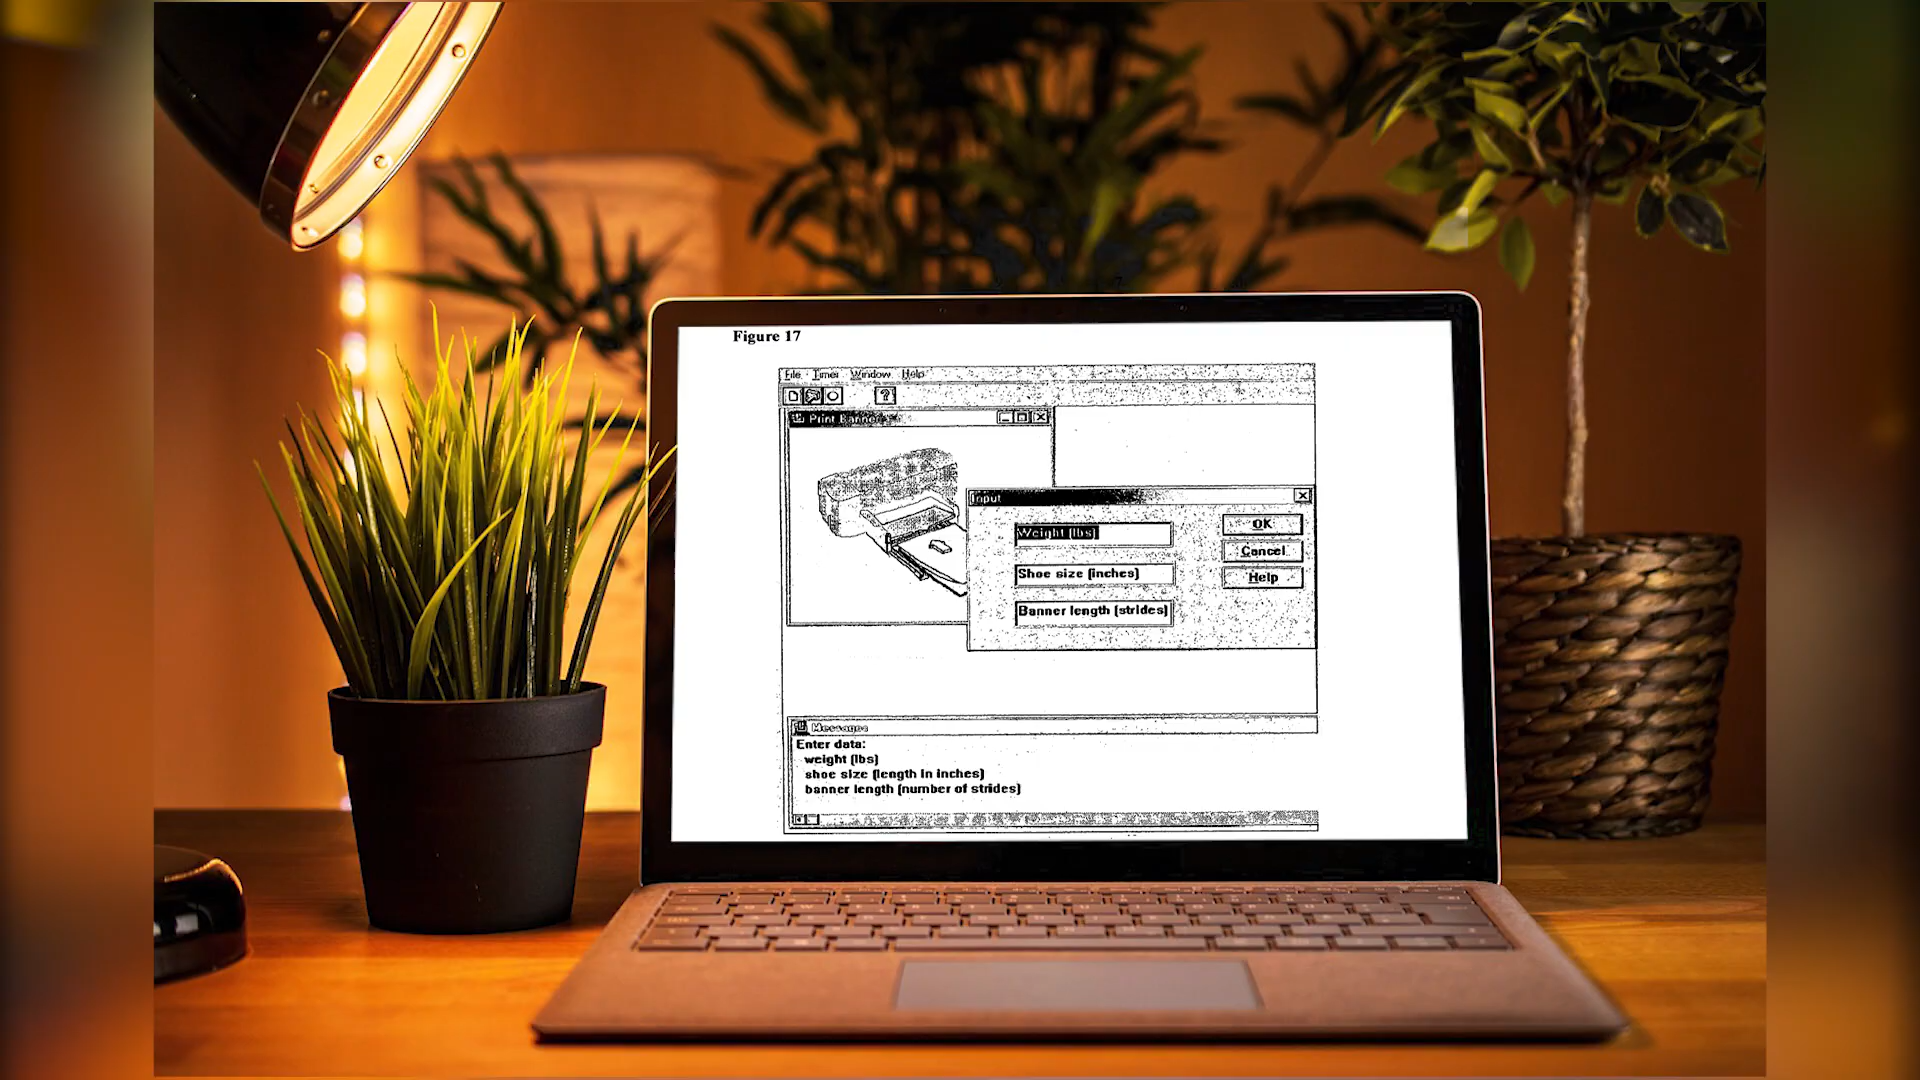 Figure 17
File Timer Window Help
?
Print Banner
Input
Weight (lbs)
OK
Cancel
Shoe size (inches)
Help
Banner length (strides)
Messages
Enter data:
weight (lbs)
shoe size (length in inches)
banner length (number of strides)